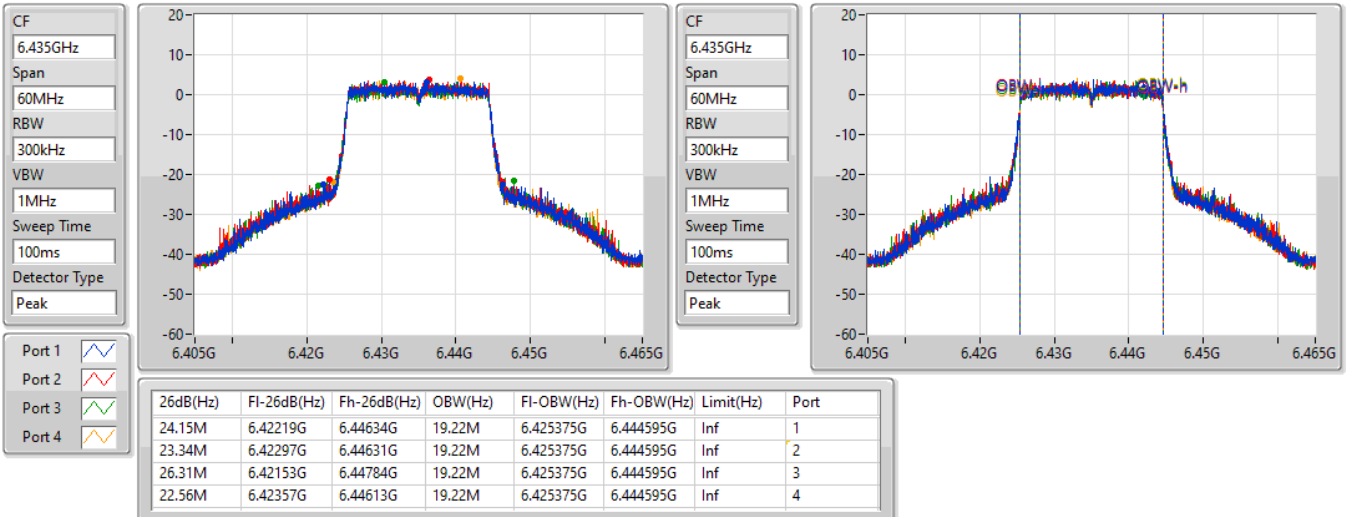 CF
6.435GHz
Span
60MHz
RBW
300kHz
VBW
1MHz
Sweep Time
100ms
Detector Type
Peak
20
10
0
-10
-20
-30
-40
-50
-60
6.405G 6.42G 6.43G 6.44G 6.45G 6.465G
CF
6.435GHz
Span
60MHz
RBW
300kHz
VBW
1MHz
Sweep Time
100ms
Detector Type
Peak
20
10
0
-10
-20
-30
-40
-50
-60
OBW-h
6.405G 6.42G 6.43G 6.44G 6.45G 6.465G
Port 1
Port 2
Port 3
Port 4
26dB(Hz) Fl-26dB(Hz) Fh-26dB(Hz) OBW(Hz) Fl-OBW(Hz) Fh-OBW(Hz) Limit(Hz) Port
24.15M 6.42219G 6.44634G 19.22M 6.425375G 6.444595G Inf 1
23.34M 6.42297G 6.44631G 19.22M 6.425375G 6.444595G Inf 2
26.31M 6.42153G 6.44784G 19.22M 6.425375G 6.444595G Inf 3
22.56M 6.42357G 6.44613G 19.22M 6.425375G 6.444595G Inf 4